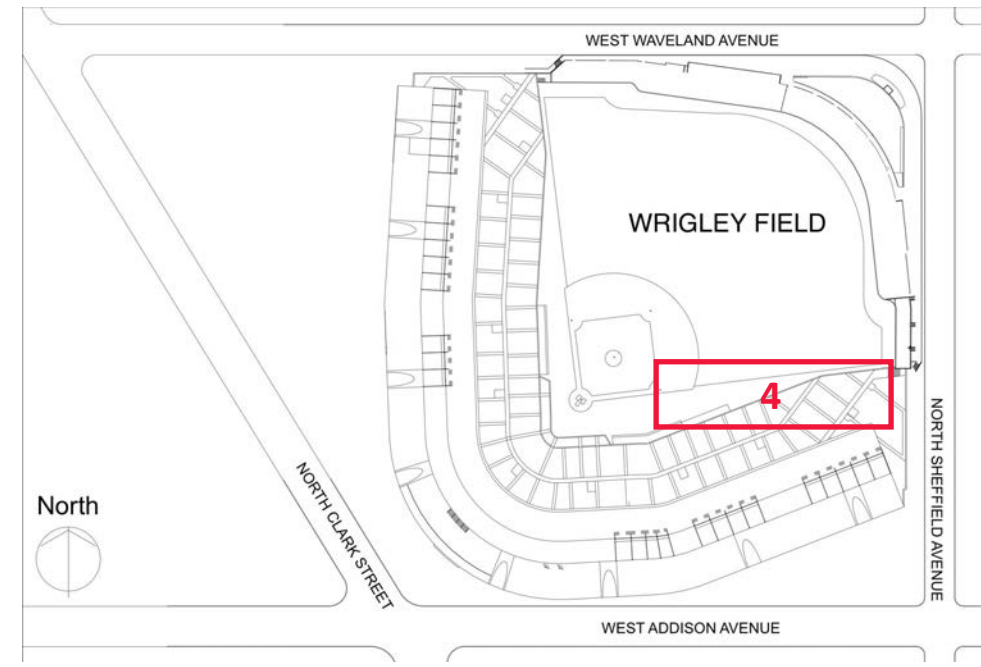 WEST WAVELAND AVENUE
WRIGLEY FIELD
4
NORTH SHEFFIELD AVENUE
North
NORTH CLARK STREET
WEST ADDISON AVENUE